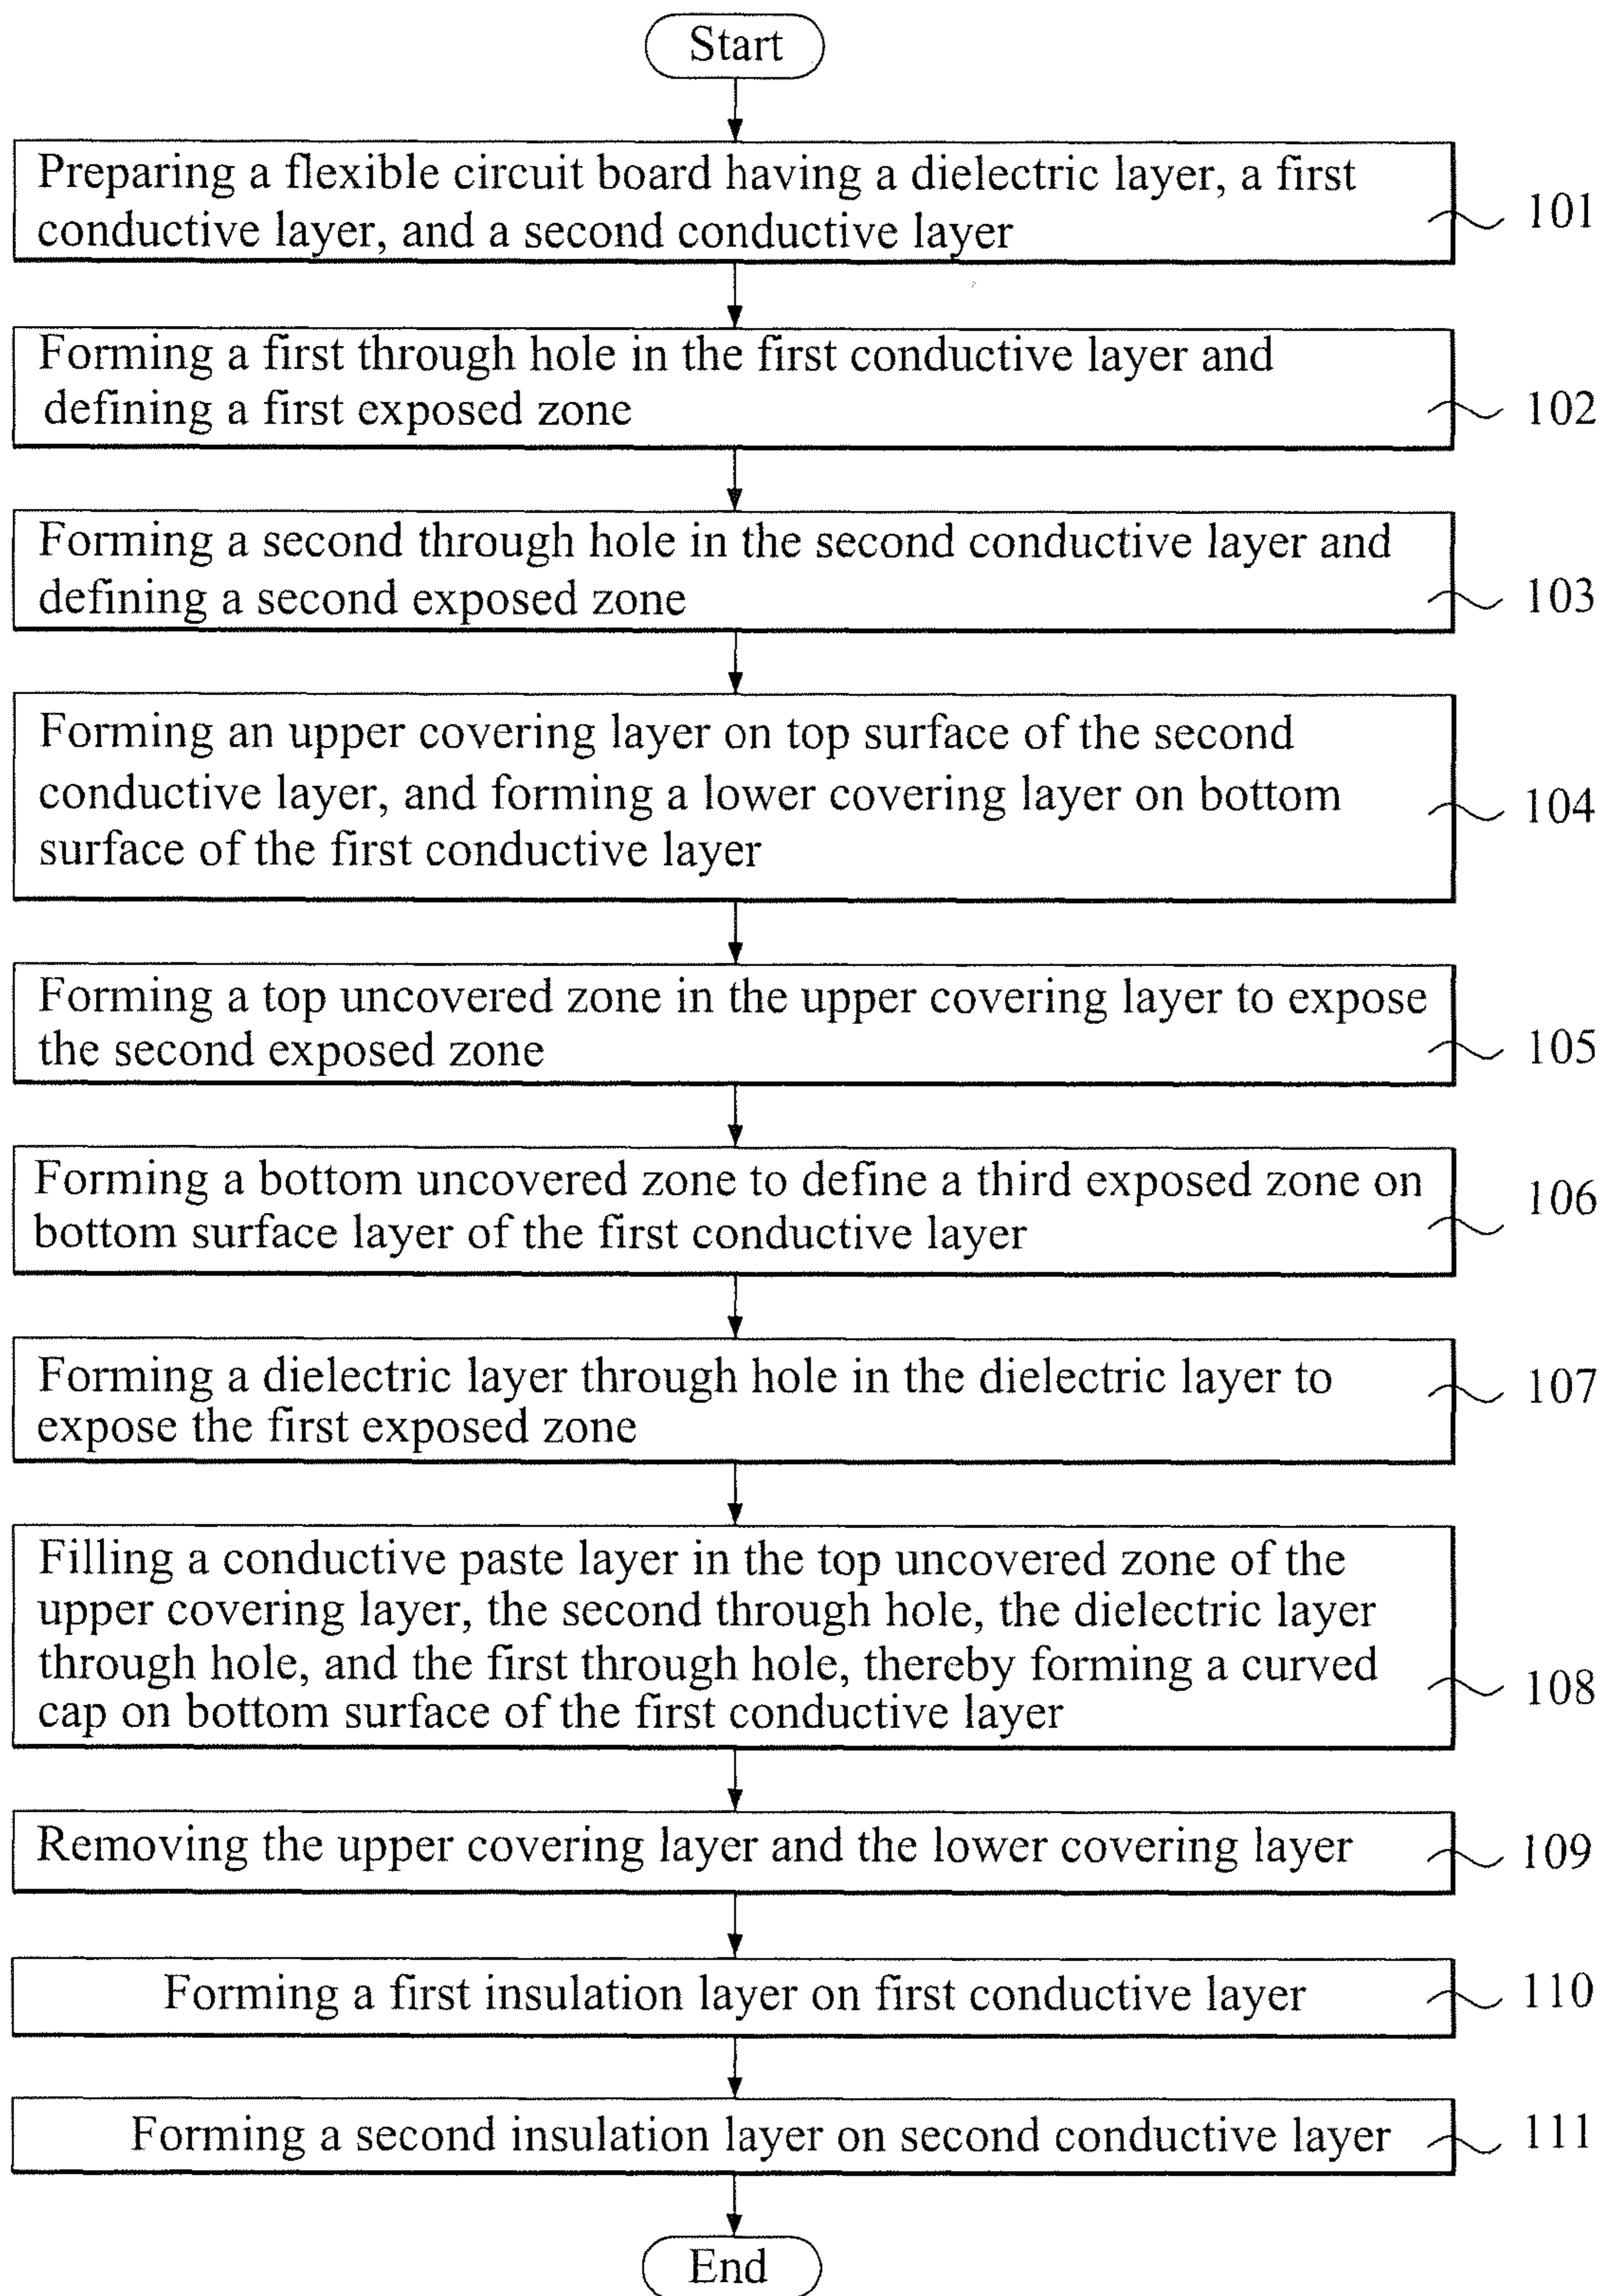 Start
Preparing a flexible circuit board having a dielectric layer, a first
conductive layer, and a second conductive layer
101
Forming a first through hole in the first conductive layer and
defining a first exposed zone
102
Forming a second through hole in the second conductive layer and
defining a second exposed zone
103
Forming an upper covering layer on top surface of the second
conductive layer, and forming a lower covering layer on bottom
surface of the first conductive layer
104
Forming a top uncovered zone in the upper covering layer to expose
the second exposed zone
105
Forming a bottom uncovered zone to define a third exposed zone on
bottom surface layer of the first conductive layer
106
Forming a dielectric layer through hole in the dielectric layer to
expose the first exposed zone
107
Filling a conductive paste layer in the top uncovered zone of the
upper covering layer, the second through hole, the dielectric layer
through hole, and the first through hole, thereby forming a curved
cap on bottom surface of the first conductive layer
108
Removing the upper covering layer and the lower covering layer
109
Forming a first insulation layer on first conductive layer
110
Forming a second insulation layer on second conductive layer
111
End